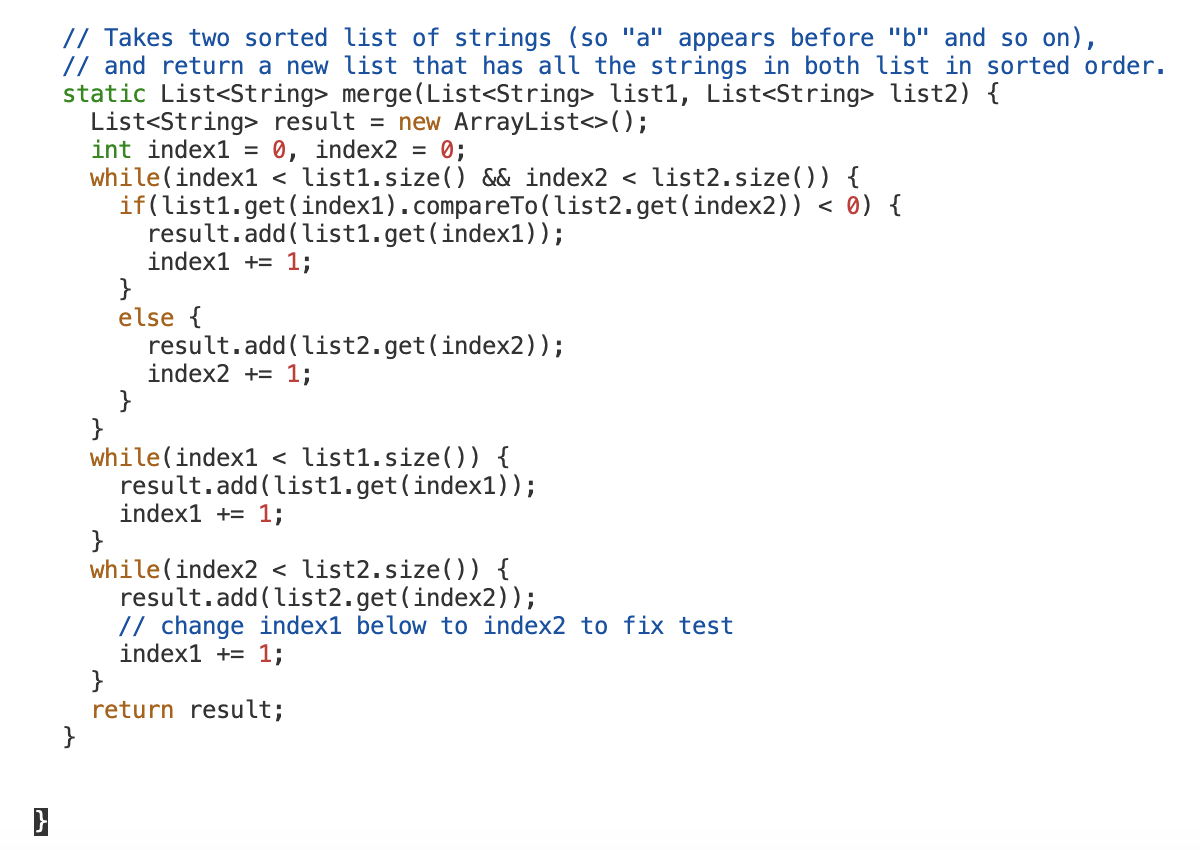 // Takes two sorted list of strings (so "a" appears before "b" and so on),
// and return a new list that has all the strings in both list in sorted order.
static List<String> merge(List<String> list1, List<String> list2) {
  List<String> result = new ArrayList<>();
  int index1 = 0, index2 = 0;
  while(index1 < list1.size() && index2 < list2.size()) {
    if(list1.get(index1).compareTo(list2.get(index2)) < 0) {
      result.add(list1.get(index1));
      index1 += 1;
    }
    else {
      result.add(list2.get(index2));
      index2 += 1;
    }
  }
  while(index1 < list1.size()) {
    result.add(list1.get(index1));
    index1 += 1;
  }
  while(index2 < list2.size()) {
    result.add(list2.get(index2));
    // change index1 below to index2 to fix test
    index1 += 1;
  }
  return result;
}
}